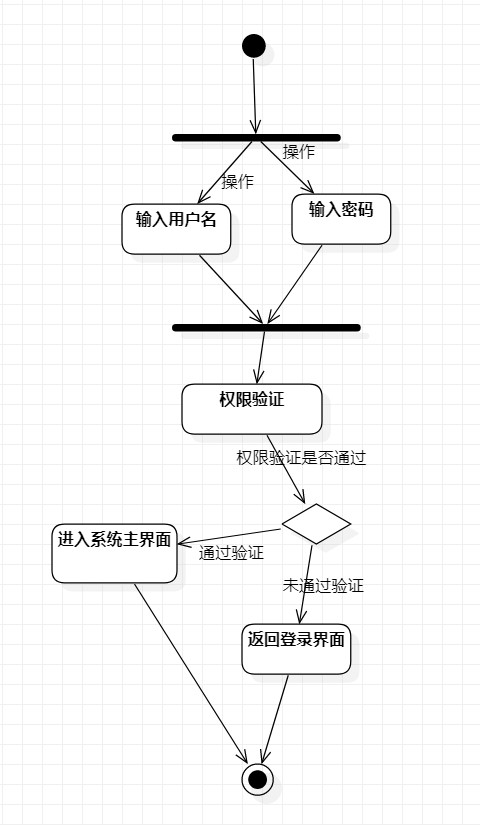 操作
操作
输入用户名
输入密码
权限验证
权限验证是否通过
进入系统主界面
通过验证
未通过验证
返回登录界面